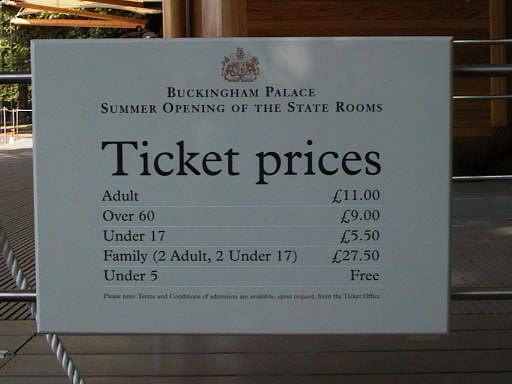 BUCKINGHAM PALACE
SUMMER OPENING OF THE STATE ROOMS
Ticket prices
Adult £11.00
Over 60 £9.00
Under 17 £5.50
Family (2 Adult, 2 Under 17) £27.50
Under 5 Free
Please note: Terms and Conditions of admission are available, upon request, from the Ticket Office